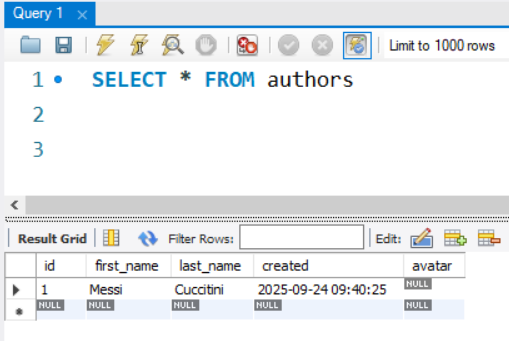 Query 1
Limit to 1000 rows
1 SELECT * FROM authors
2
3
Result Grid Filter Rows: Edit:
id first_name last_name created avatar
1 Messi Cuccitini 2025-09-24 09:40:25 NULL
NULL NULL NULL NULL NULL